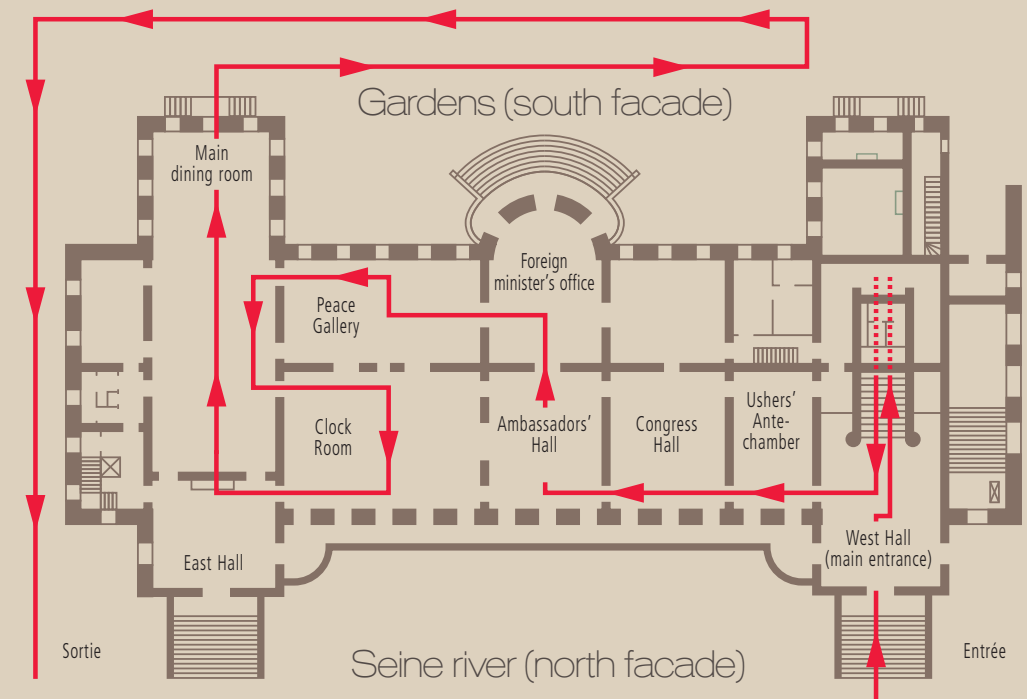 Gardens (south facade)
Main
dining room
Foreign
minister's office
Peace
Gallery
Clock
Room
Ambassadors'
Hall
Congress
Hall
Ushers'
Ante-
chamber
East Hall
West Hall
(main entrance)
Sortie
Seine river (north facade)
Entrée